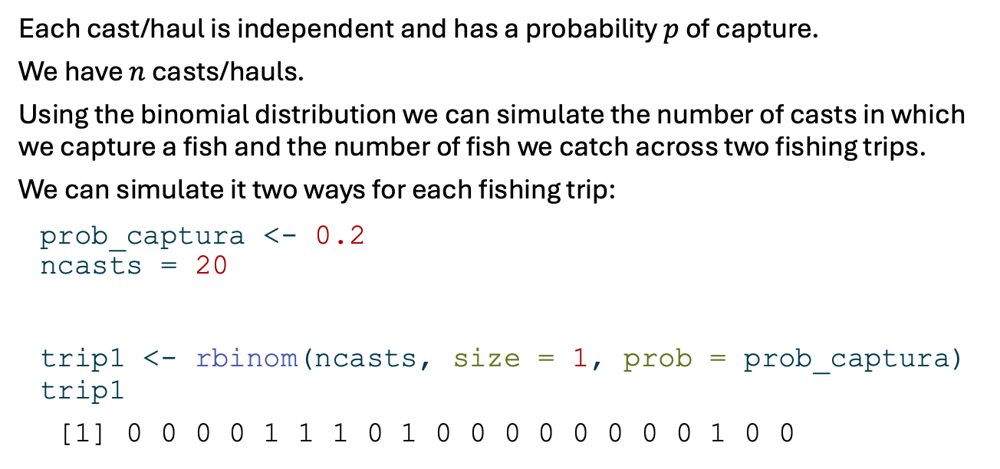 Each cast/haul is independent and has a probability p of capture.
We have n casts/hauls.
Using the binomial distribution we can simulate the number of casts in which
we capture a fish and the number of fish we catch across two fishing trips.
We can simulate it two ways for each fishing trip:
prob_captura <- 0.2
ncasts = 20
trip1 <- rbinom(ncasts, size = 1, prob = prob_captura)
trip1
[1] 0 0 0 0 1 1 1 0 1 0 0 0 0 0 0 0 0 1 0 0